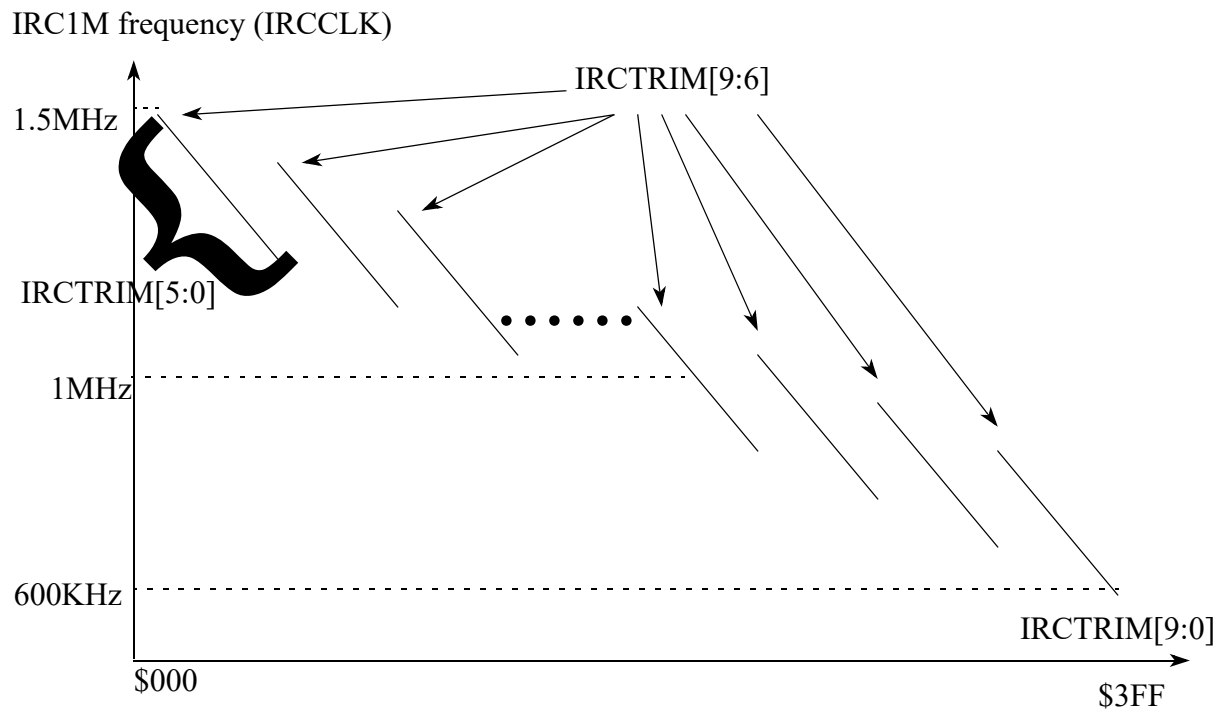 IRC1M frequency (IRCCLK)
IRCTRIM[9:6]
1.5MHz
IRCTRIM[5:0]
1MHz
600KHz
IRCTRIM[9:0]
$000
$3FF